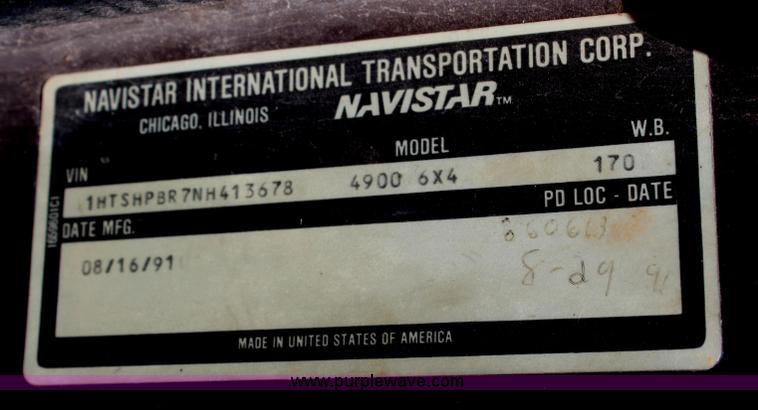 NAVISTAR INTERNATIONAL TRANSPORTATION CORP.
CHICAGO, ILLINOIS NAVISTAR™
VIN MODEL W.B.
1HTSHPBR7NH413678 4900 6X4 170
PD LOC - DATE
DATE MFG.
08/16/91
8-29 91
MADE IN UNITED STATES OF AMERICA
www.purplewave.com